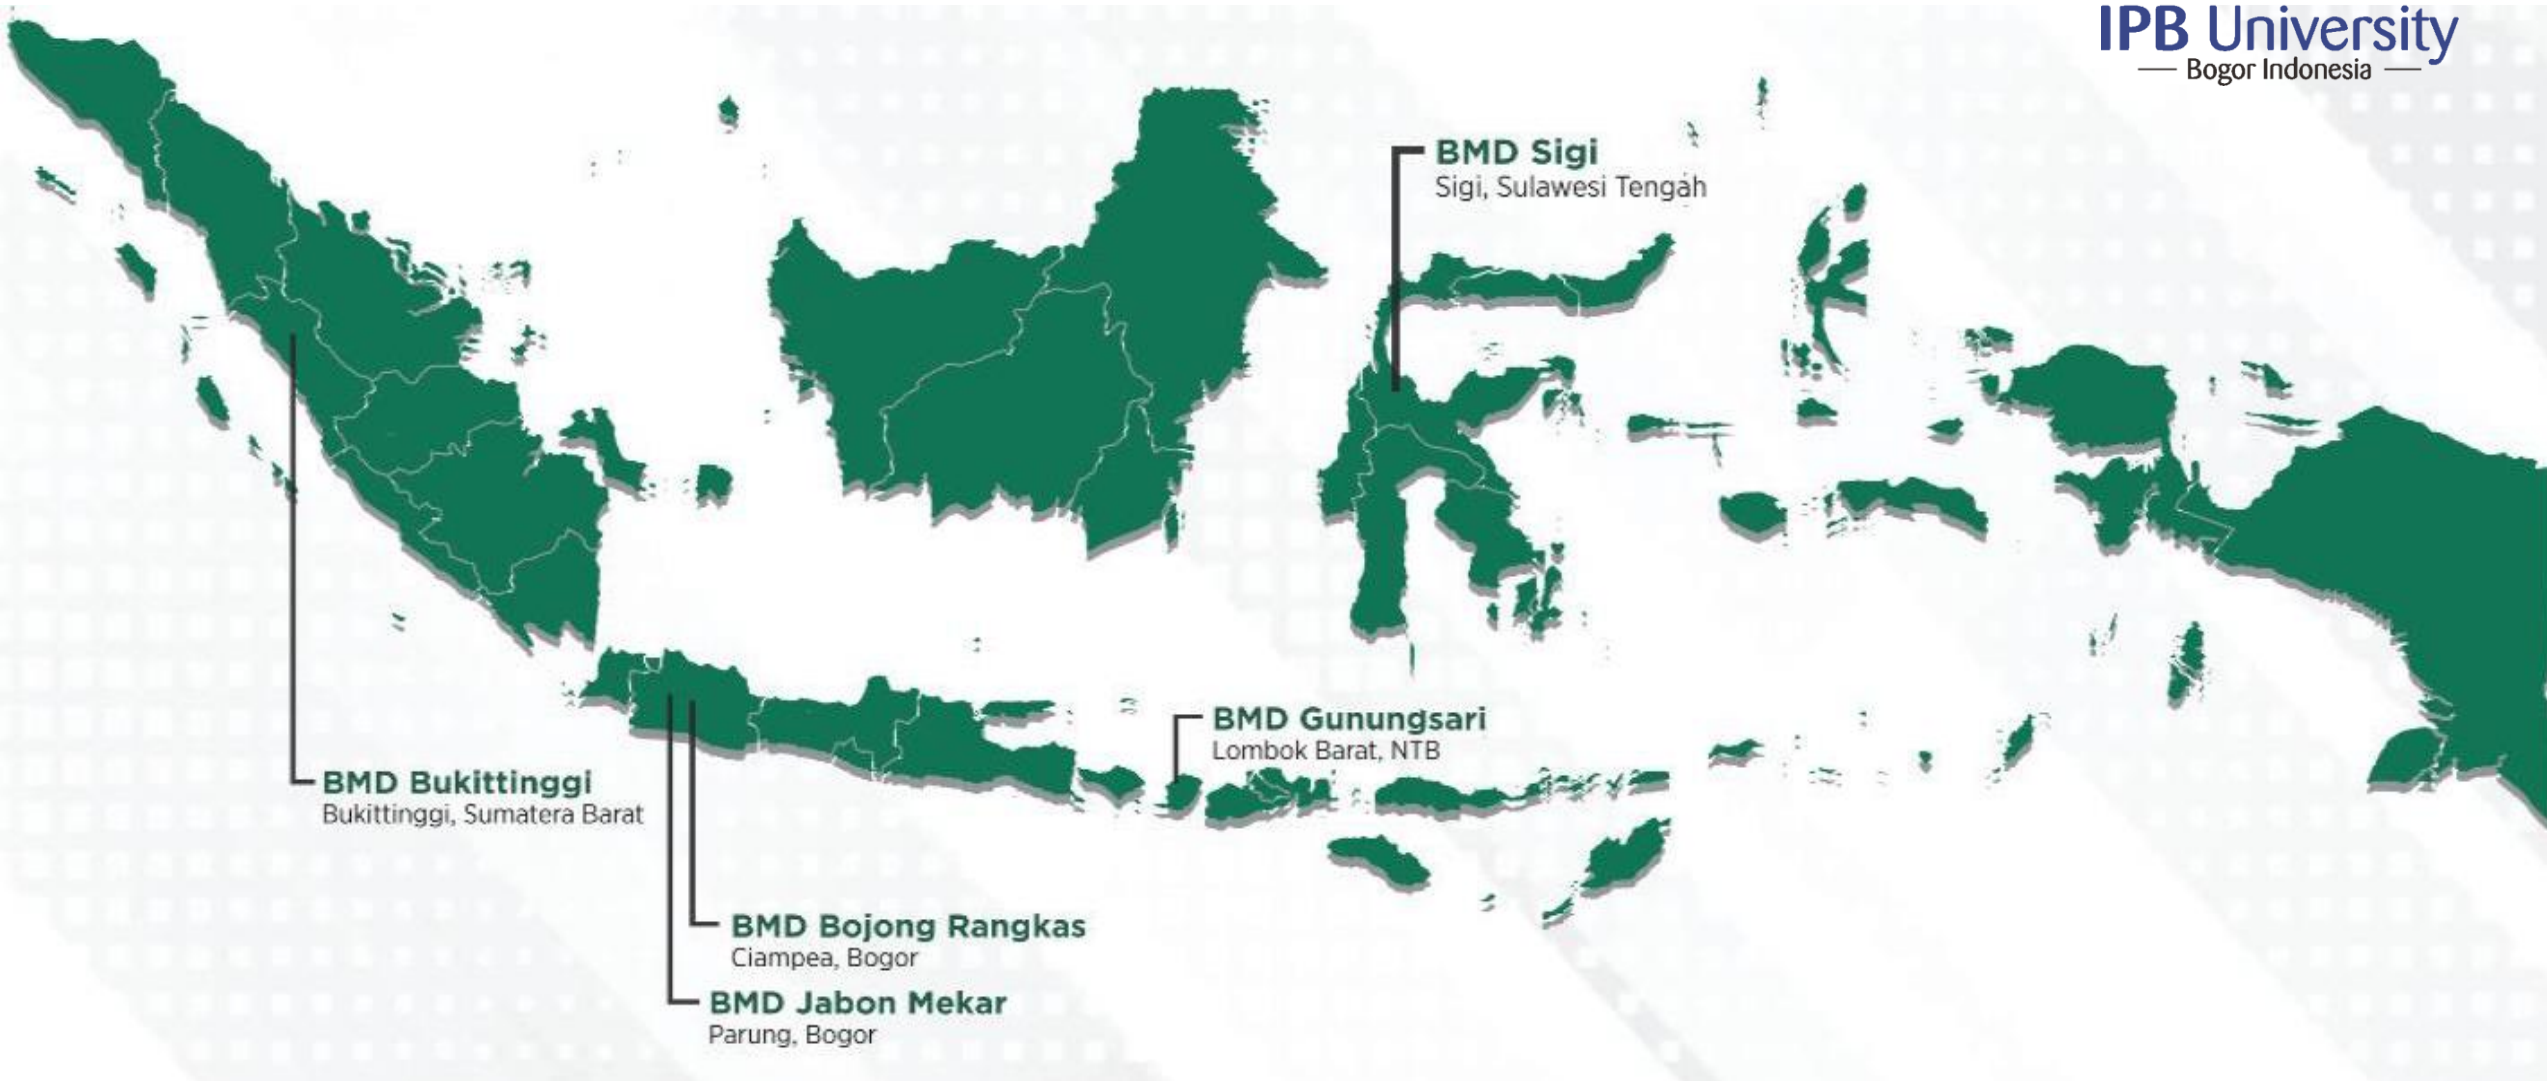 IPB University
Bogor Indonesia
BMD Sigi
Sigi, Sulawesi Tengah
BMD Gunungsari
Lombok Barat, NTB
BMD Bukittinggi
Bukittinggi, Sumatera Barat
BMD Bojong Rangkas
Ciampea, Bogor
BMD Jabon Mekar
Parung, Bogor